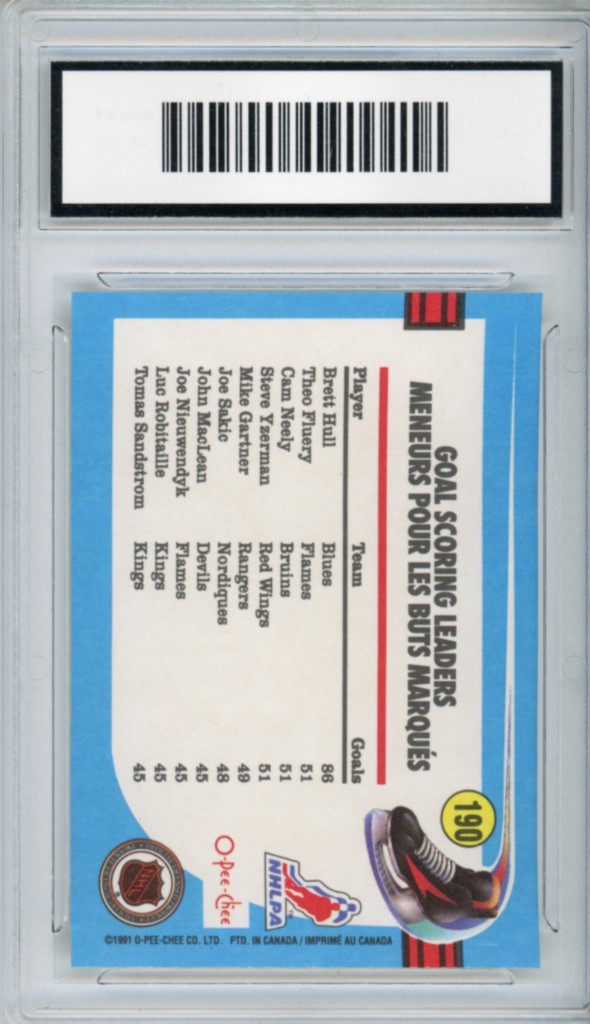 GOAL SCORING LEADERS
MENEURS POUR LES BUTS MARQUÉS
190
Player Team Goals
Brett Hull Blues 86
Theo Fluery Flames 51
Cam Neely Bruins 51
Steve Yzerman Red Wings 51
Mike Gartner Rangers 49
Joe Sakic Nordiques 48
John MacLean Devils 45
Joe Nieuwendyk Flames 45
Luc Robitaille Kings 45
Tomas Sandstrom Kings 45
NHLPA
TM
O-Pee-Chee
NHL
©1991 O-PEE-CHEE CO. LTD. PTD. IN CANADA / IMPRIMÉ AU CANADA